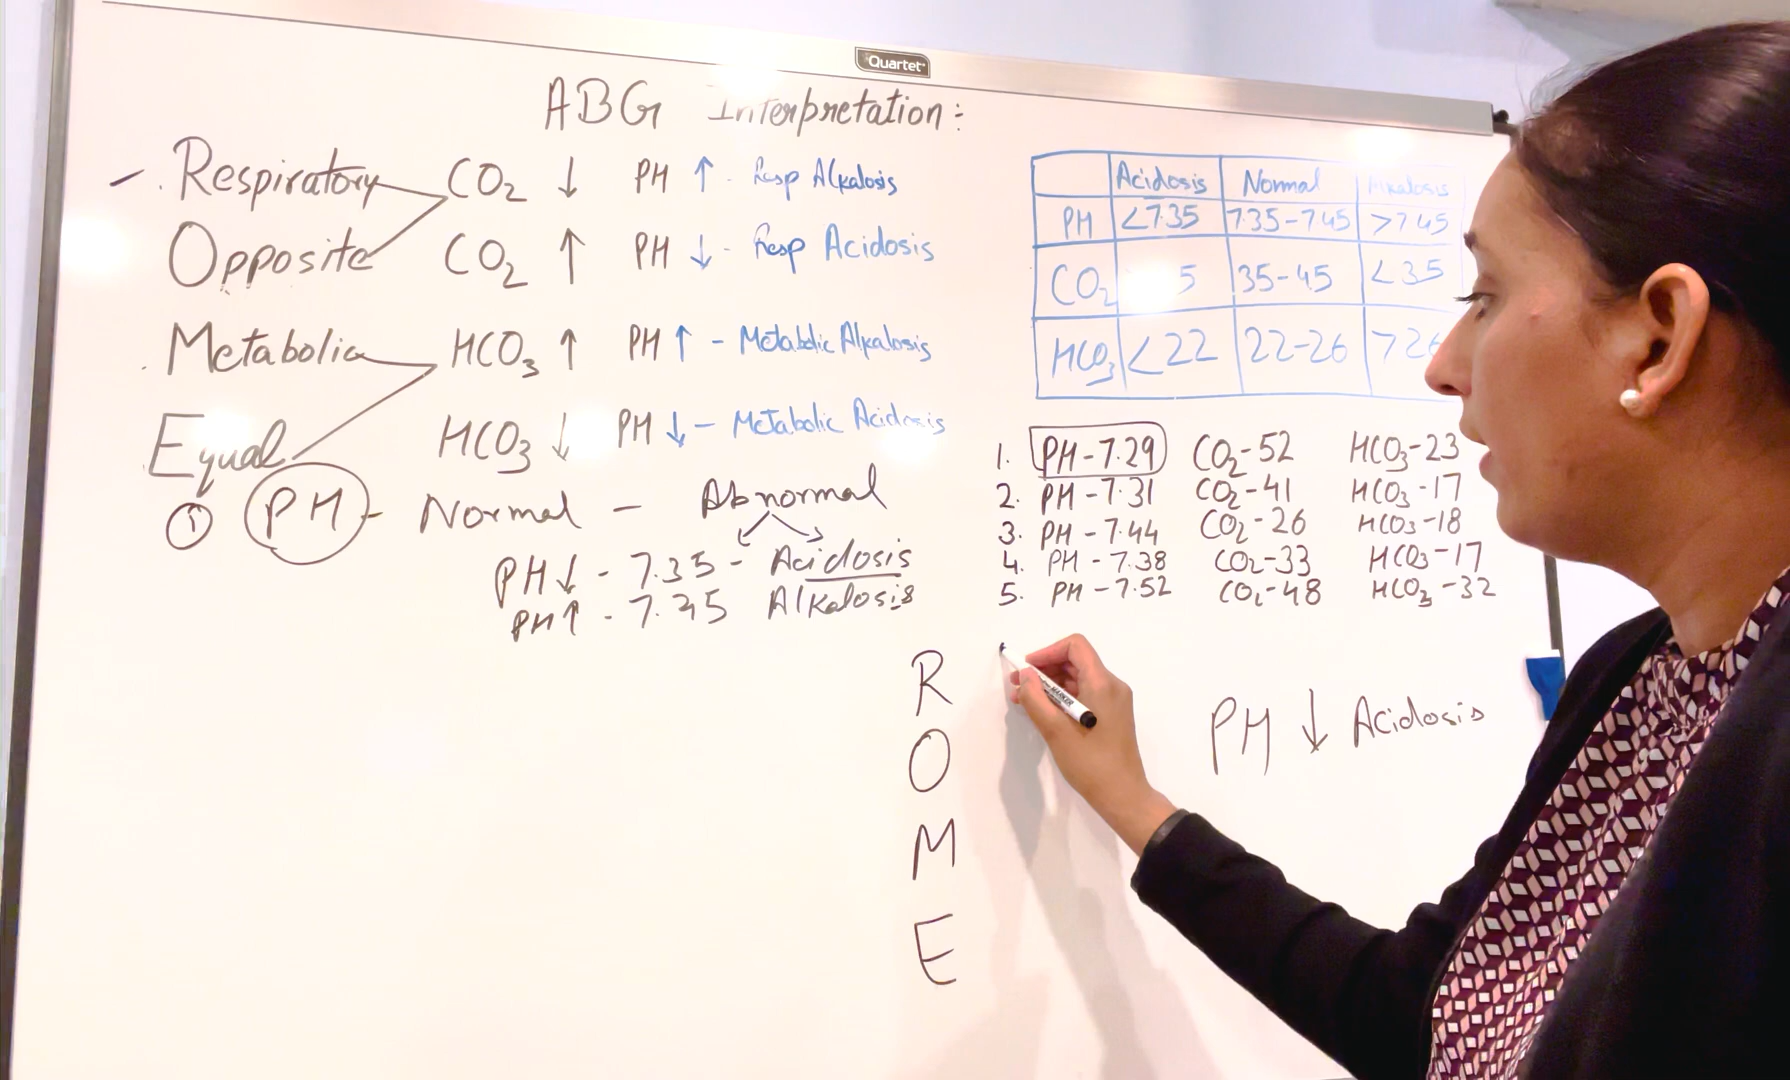 Quartet
ABG Interpretation:
Respiratory CO2 ↓ PH ↑ - Resp Alkalosis
Opposite CO2 ↑ PH ↓ - Resp Acidosis
Metabolic HCO3 ↑ PH ↑ - Metabolic Alkalosis
Equal HCO3 ↓ PH ↓ - Metabolic Acidosis
① PH - Normal - Abnormal
PH ↓ - 7.35 - Acidosis
PH ↑ - 7.45 Alkalosis
Acidosis Normal Alkalosis
PH <7.35 7.35-7.45 >7.45
CO2 5 35-45 <35
HCO3 <22 22-26 >26
1. PH-7.29 CO2-52 HCO3-23
2. PH-7.31 CO2-41 HCO3-17
3. PH-7.44 CO2-26 HCO3-18
4. PH-7.38 CO2-33 HCO3-17
5. PH-7.52 CO2-48 HCO3-32
R
O
M
E
PH ↓ Acidosis
MARKER